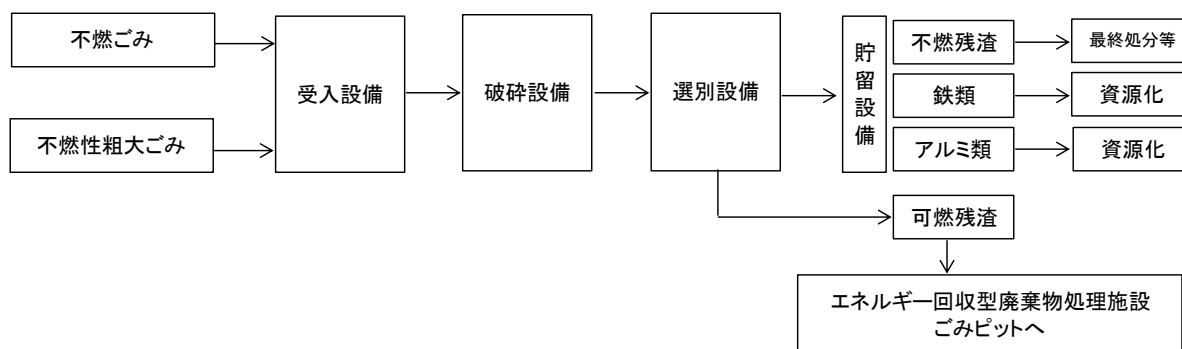 不燃ごみ
不燃性粗大ごみ
受入設備
破砕設備
選別設備
貯留設備
不燃残渣
最終処分等
鉄類
資源化
アルミ類
資源化
可燃残渣
エネルギー回収型廃棄物処理施設
ごみピットへ